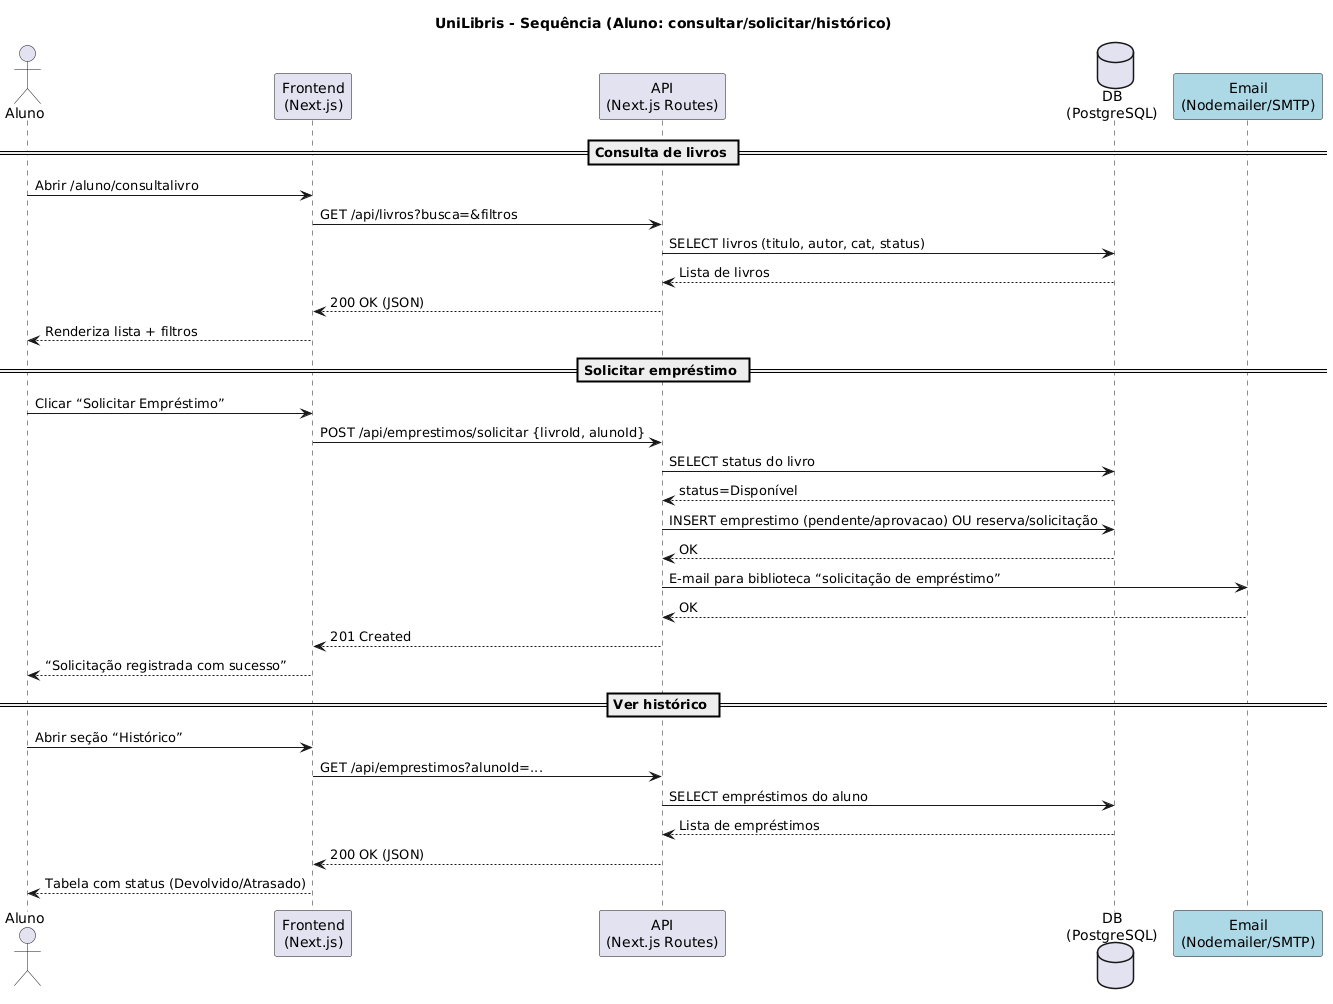 UniLibris - Sequência (Aluno: consultar/solicitar/histórico)
Aluno
Frontend
(Next.js)
API
(Next.js Routes)
DB
(PostgreSQL)
Email
(Nodemailer/SMTP)
Consulta de livros
Abrir /aluno/consultalivro
GET /api/livros?busca=&filtros
SELECT livros (titulo, autor, cat, status)
Lista de livros
200 OK (JSON)
Renderiza lista + filtros
Solicitar empréstimo
Clicar “Solicitar Empréstimo”
POST /api/emprestimos/solicitar {livroId, alunoId}
SELECT status do livro
status=Disponível
INSERT emprestimo (pendente/aprovacao) OU reserva/solicitação
OK
E-mail para biblioteca “solicitação de empréstimo”
OK
201 Created
“Solicitação registrada com sucesso”
Ver histórico
Abrir seção “Histórico”
GET /api/emprestimos?alunoId=...
SELECT empréstimos do aluno
Lista de empréstimos
200 OK (JSON)
Tabela com status (Devolvido/Atrasado)
Aluno
Frontend
(Next.js)
API
(Next.js Routes)
DB
(PostgreSQL)
Email
(Nodemailer/SMTP)